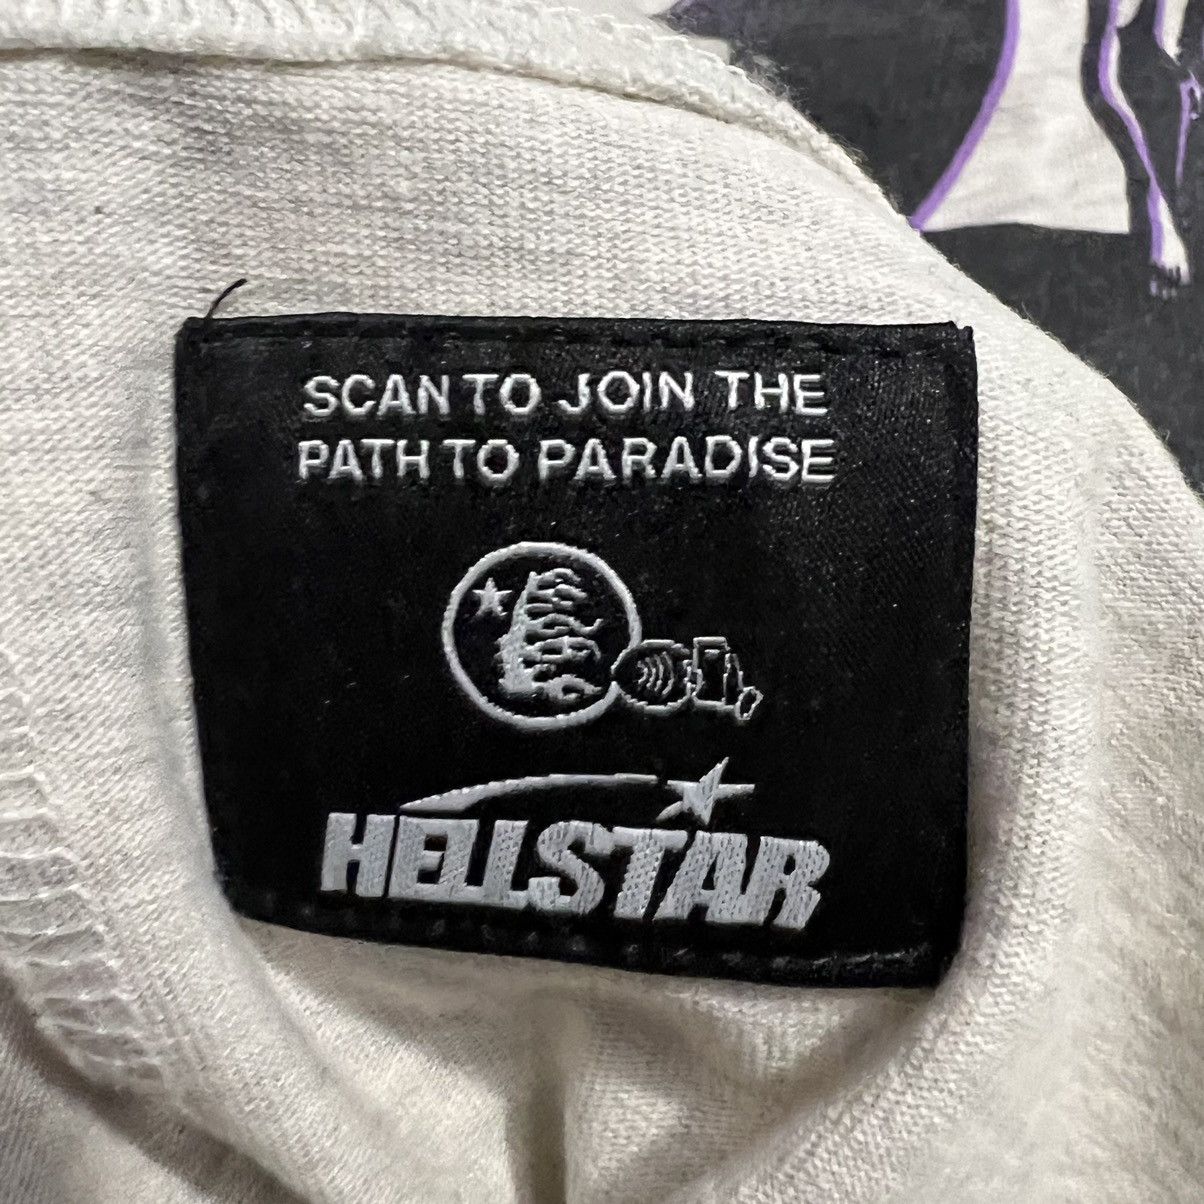 SCAN TO JOIN THE
PATH TO PARADISE
HELLSTAR